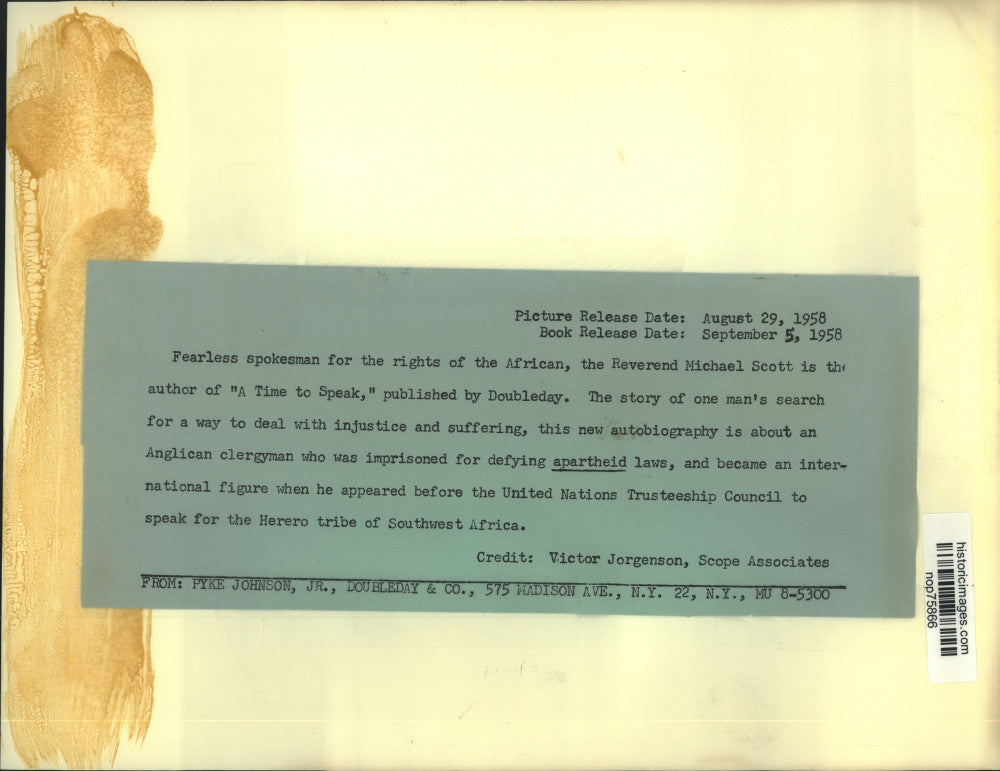 Picture Release Date: August 29, 1958
Book Release Date: September 5, 1958
Fearless spokesman for the rights of the African, the Reverend Michael Scott is the
author of "A Time to Speak," published by Doubleday. The story of one man's search
for a way to deal with injustice and suffering, this new autobiography is about an
Anglican clergyman who was imprisoned for defying apartheid laws, and became an inter-
national figure when he appeared before the United Nations Trusteeship Council to
speak for the Herero tribe of Southwest Africa.
Credit: Victor Jorgenson, Scope Associates
FROM: PYKE JOHNSON, JR., DOUBLEDAY & CO., 575 MADISON AVE., N.Y. 22, N.Y., MU 8-5300
historicimages.com
nop75866